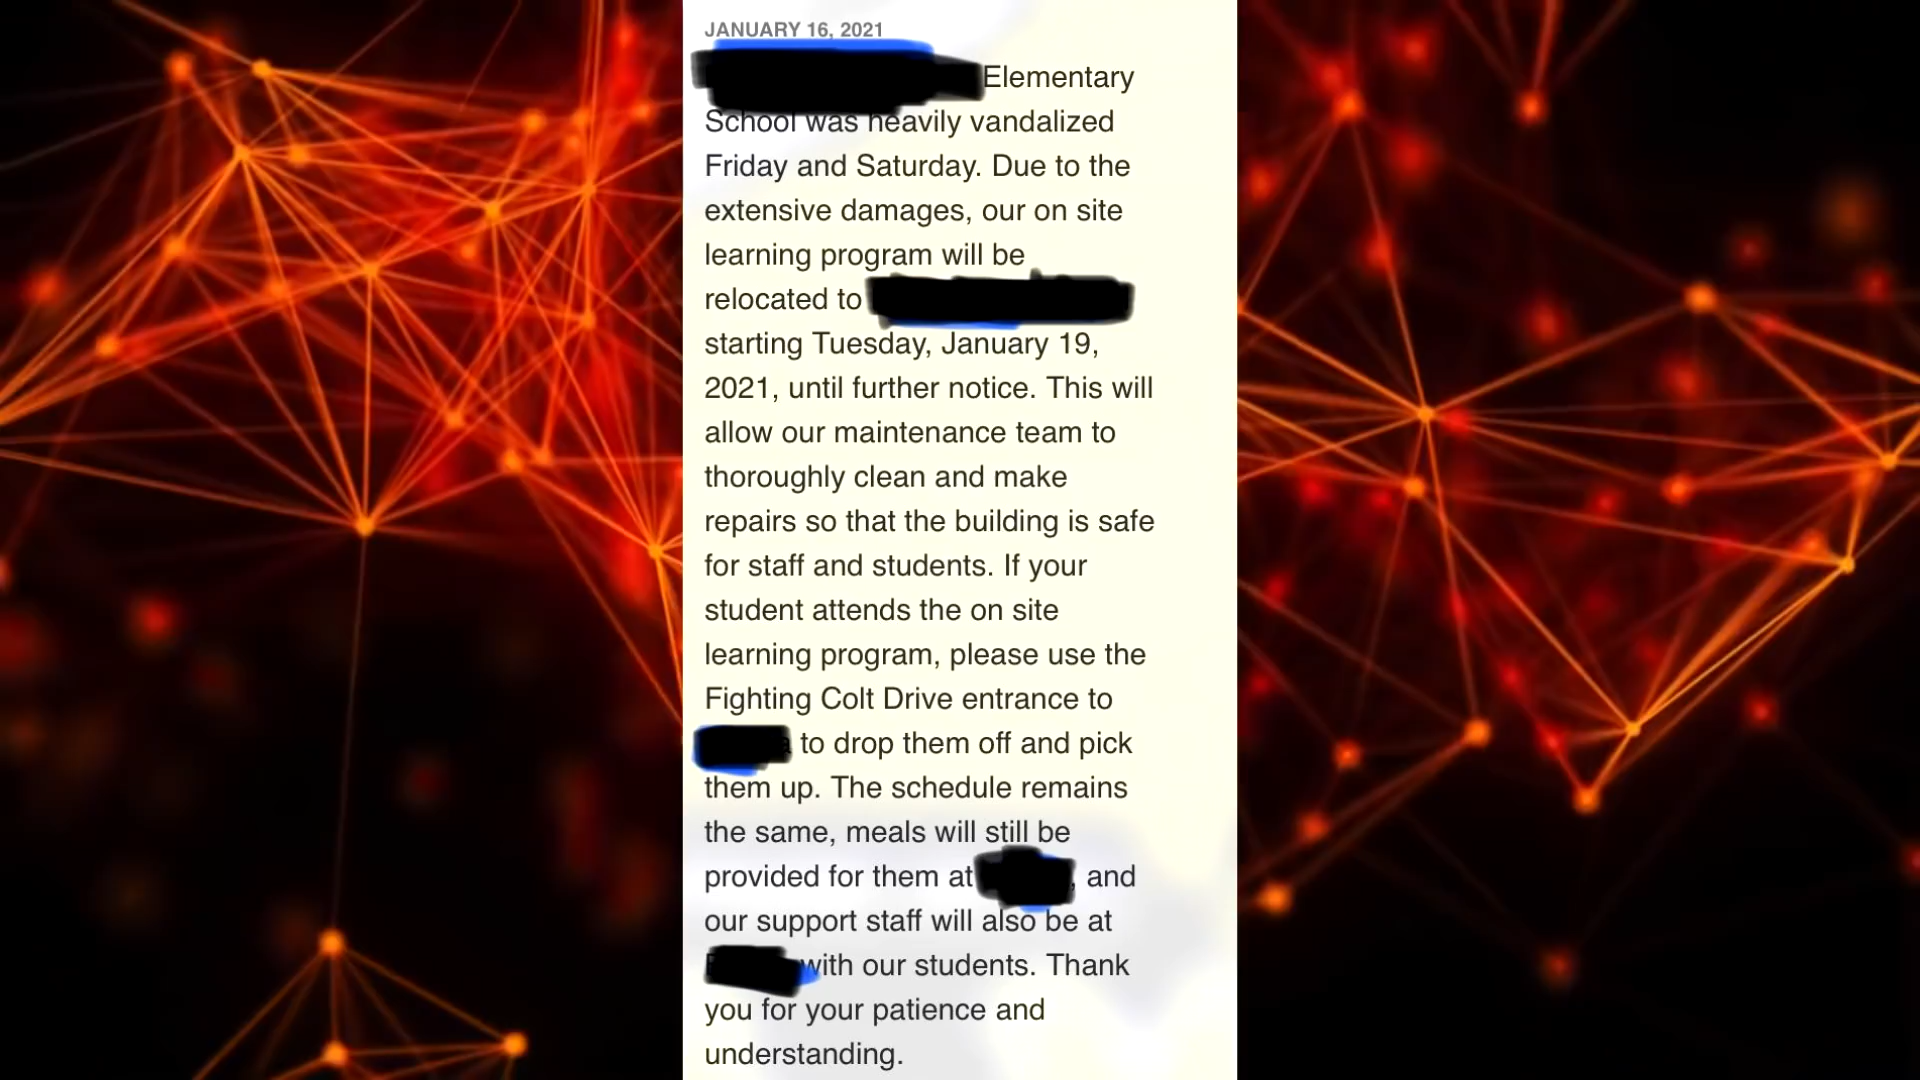 JANUARY 16, 2021
Elementary
School was heavily vandalized
Friday and Saturday. Due to the
extensive damages, our on site
learning program will be
relocated to
starting Tuesday, January 19,
2021, until further notice. This will
allow our maintenance team to
thoroughly clean and make
repairs so that the building is safe
for staff and students. If your
student attends the on site
learning program, please use the
Fighting Colt Drive entrance to
to drop them off and pick
them up. The schedule remains
the same, meals will still be
provided for them at , and
our support staff will also be at
with our students. Thank
you for your patience and
understanding.